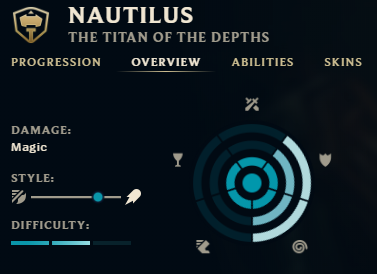 NAUTILUS
THE TITAN OF THE DEPTHS
PROGRESSION OVERVIEW ABILITIES SKINS
DAMAGE:
Magic
STYLE:
DIFFICULTY: